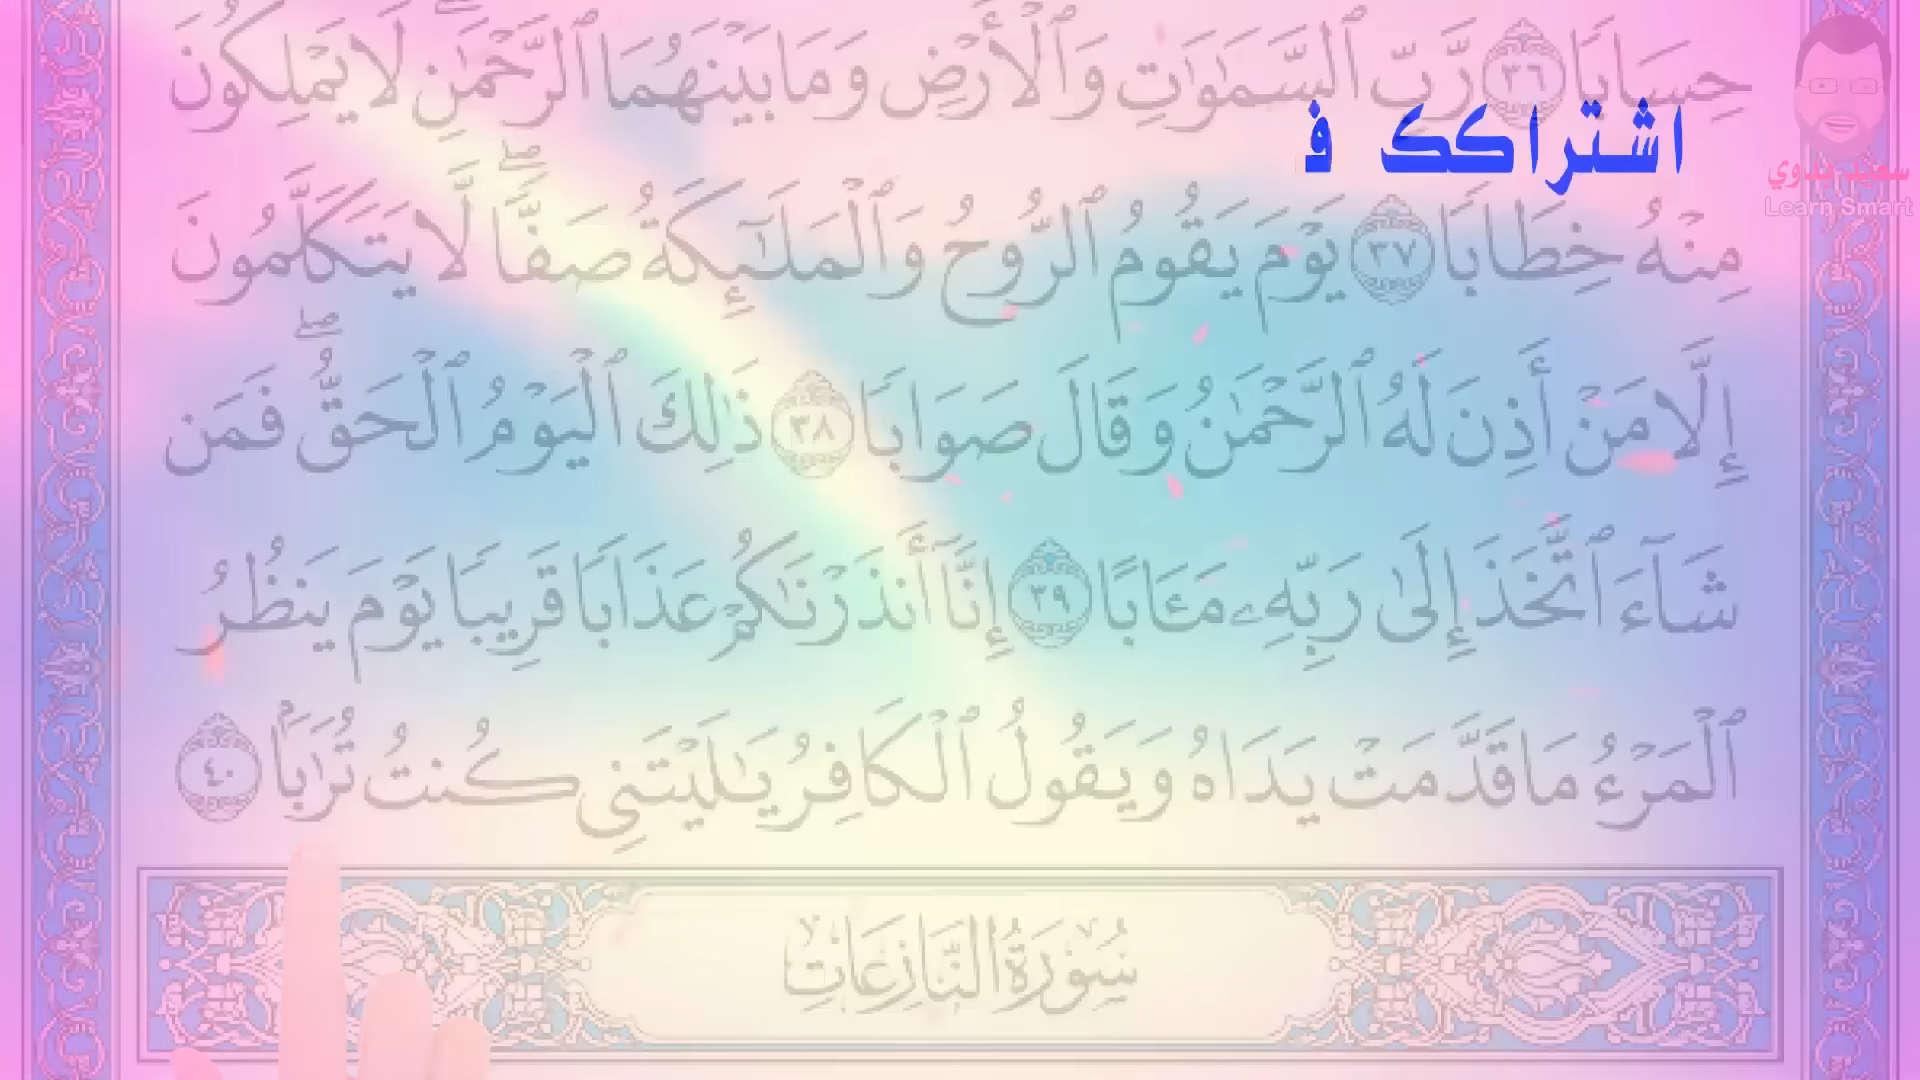 حِسَابًا ٣٦ رَّبِّ ٱلسَّمَٰوَٰتِ وَٱلْأَرْضِ وَمَا بَيْنَهُمَا ٱلرَّحْمَٰنِۖ لَا يَمْلِكُونَ
اشتراكك ف
سعيد بدوي
Learn Smart
مِنْهُ خِطَابًا ٣٧ يَوْمَ يَقُومُ ٱلرُّوحُ وَٱلْمَلَٰٓئِكَةُ صَفًّاۖ لَّا يَتَكَلَّمُونَ
إِلَّا مَنْ أَذِنَ لَهُ ٱلرَّحْمَٰنُ وَقَالَ صَوَابًا ٣٨ ذَٰلِكَ ٱلْيَوْمُ ٱلْحَقُّۖ فَمَن
شَآءَ ٱتَّخَذَ إِلَىٰ رَبِّهِۦ مَـَٔابًا ٣٩ إِنَّآ أَنذَرْنَٰكُمْ عَذَابًا قَرِيبًا يَوْمَ يَنظُرُ
ٱلْمَرْءُ مَا قَدَّمَتْ يَدَاهُ وَيَقُولُ ٱلْكَافِرُ يَٰلَيْتَنِى كُنتُ تُرَٰبًۢا ٤٠
سُورَةُ النَّازِعَاتِ